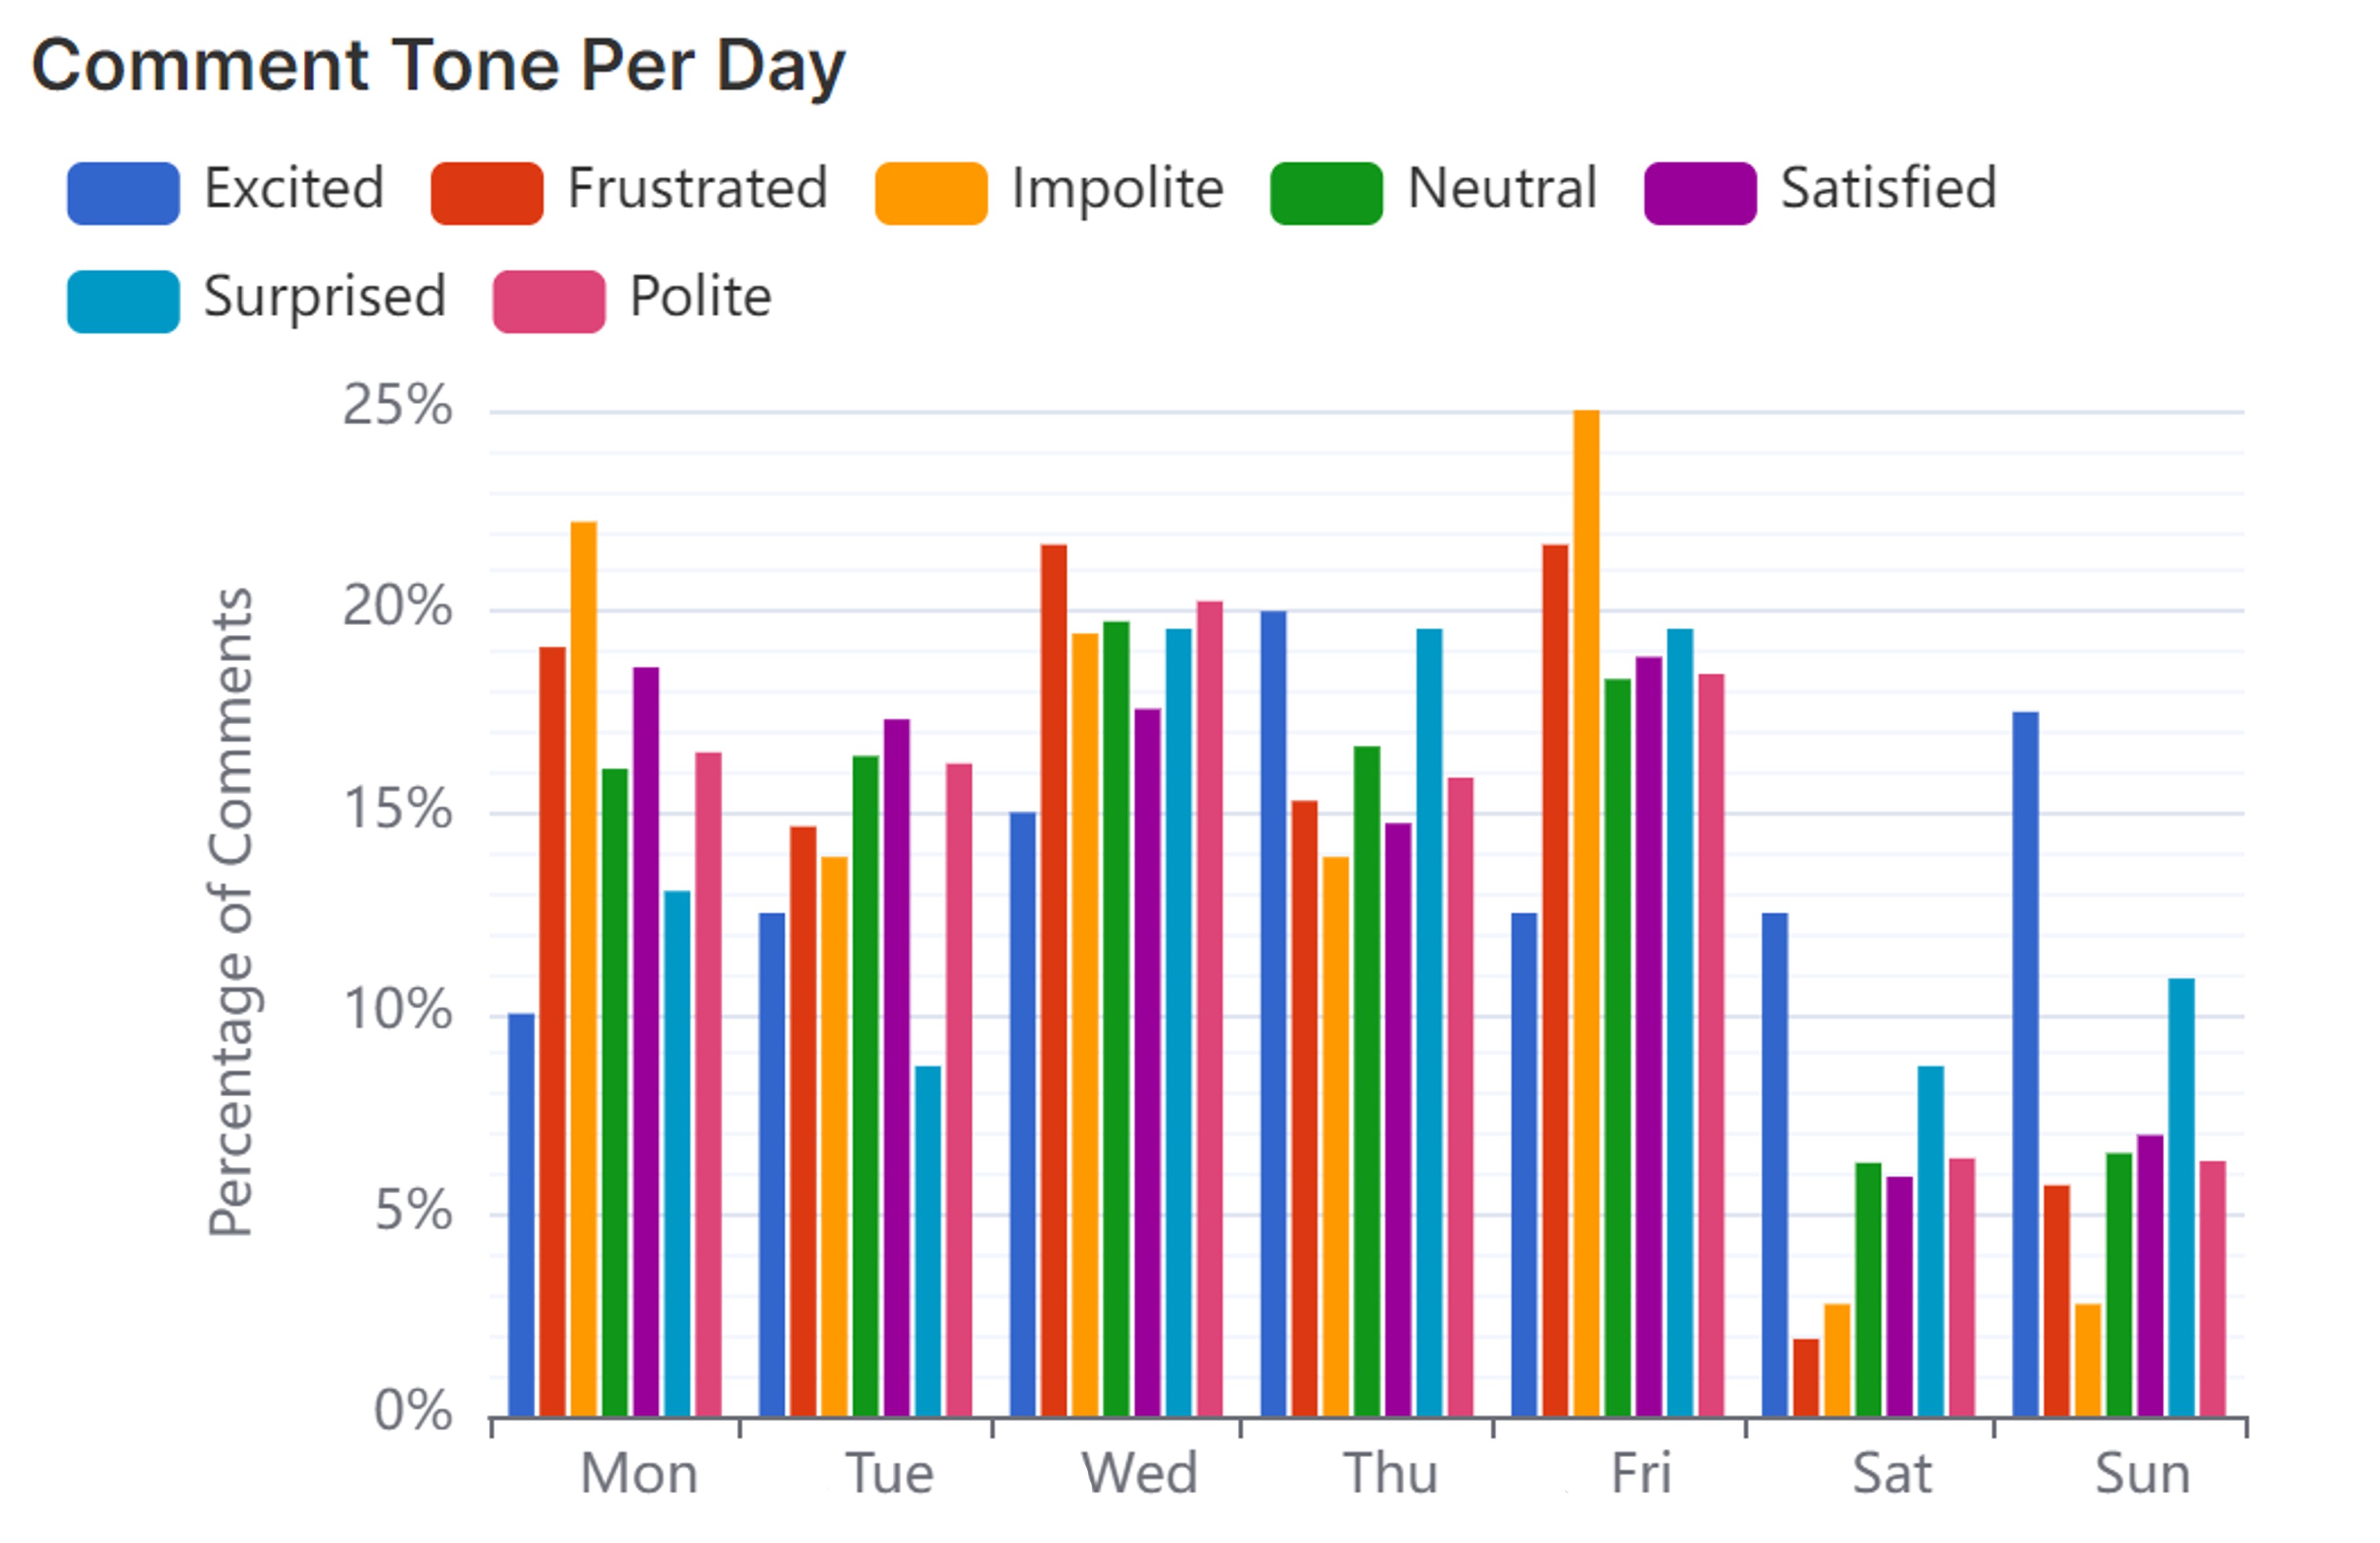 Comment Tone Per Day
Excited Frustrated Impolite Neutral Satisfied
Surprised Polite
25%
20%
15%
10%
5%
0%
Percentage of Comments
Mon Tue Wed Thu Fri Sat Sun